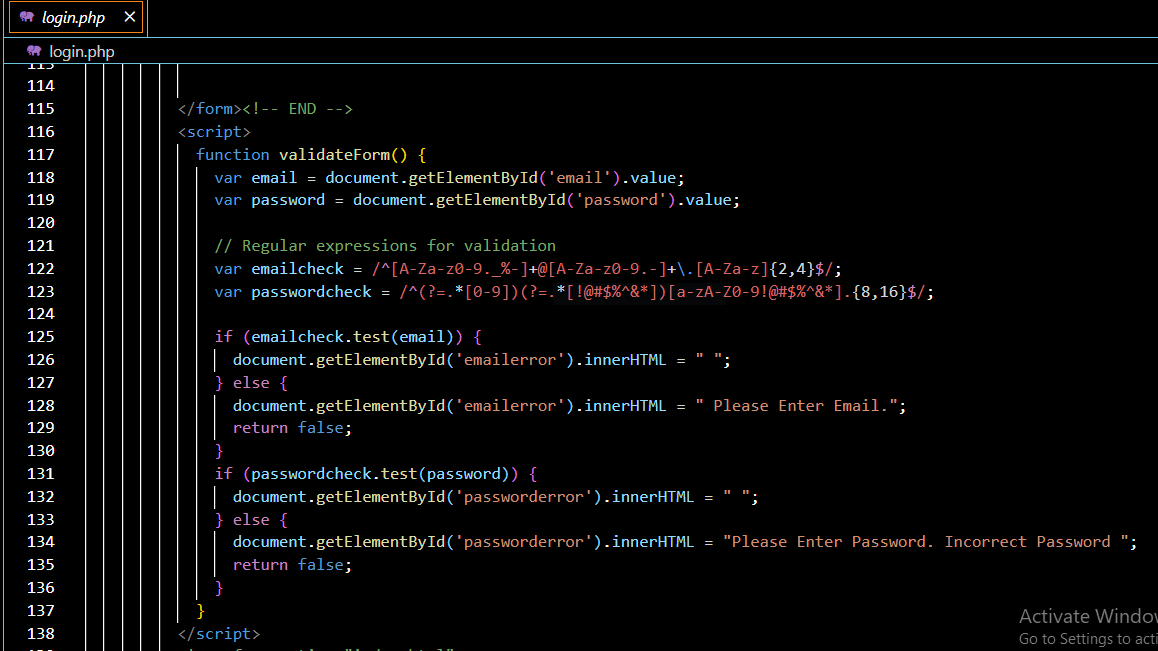 login.php ✕
login.php
113
114
115 </form><!-- END -->
116 <script>
117 function validateForm() {
118 var email = document.getElementById('email').value;
119 var password = document.getElementById('password').value;
120
121 // Regular expressions for validation
122 var emailcheck = /^[A-Za-z0-9._%-]+@[A-Za-z0-9.-]+\.[A-Za-z]{2,4}$/;
123 var passwordcheck = /^(?=.*[0-9])(?=.*[!@#$%^&*])[a-zA-Z0-9!@#$%^&*].{8,16}$/;
124
125 if (emailcheck.test(email)) {
126 document.getElementById('emailerror').innerHTML = " ";
127 } else {
128 document.getElementById('emailerror').innerHTML = " Please Enter Email.";
129 return false;
130 }
131 if (passwordcheck.test(password)) {
132 document.getElementById('passworderror').innerHTML = " ";
133 } else {
134 document.getElementById('passworderror').innerHTML = "Please Enter Password. Incorrect Password ";
135 return false;
136 }
137 }
138 </script>
Activate Window
Go to Settings to acti